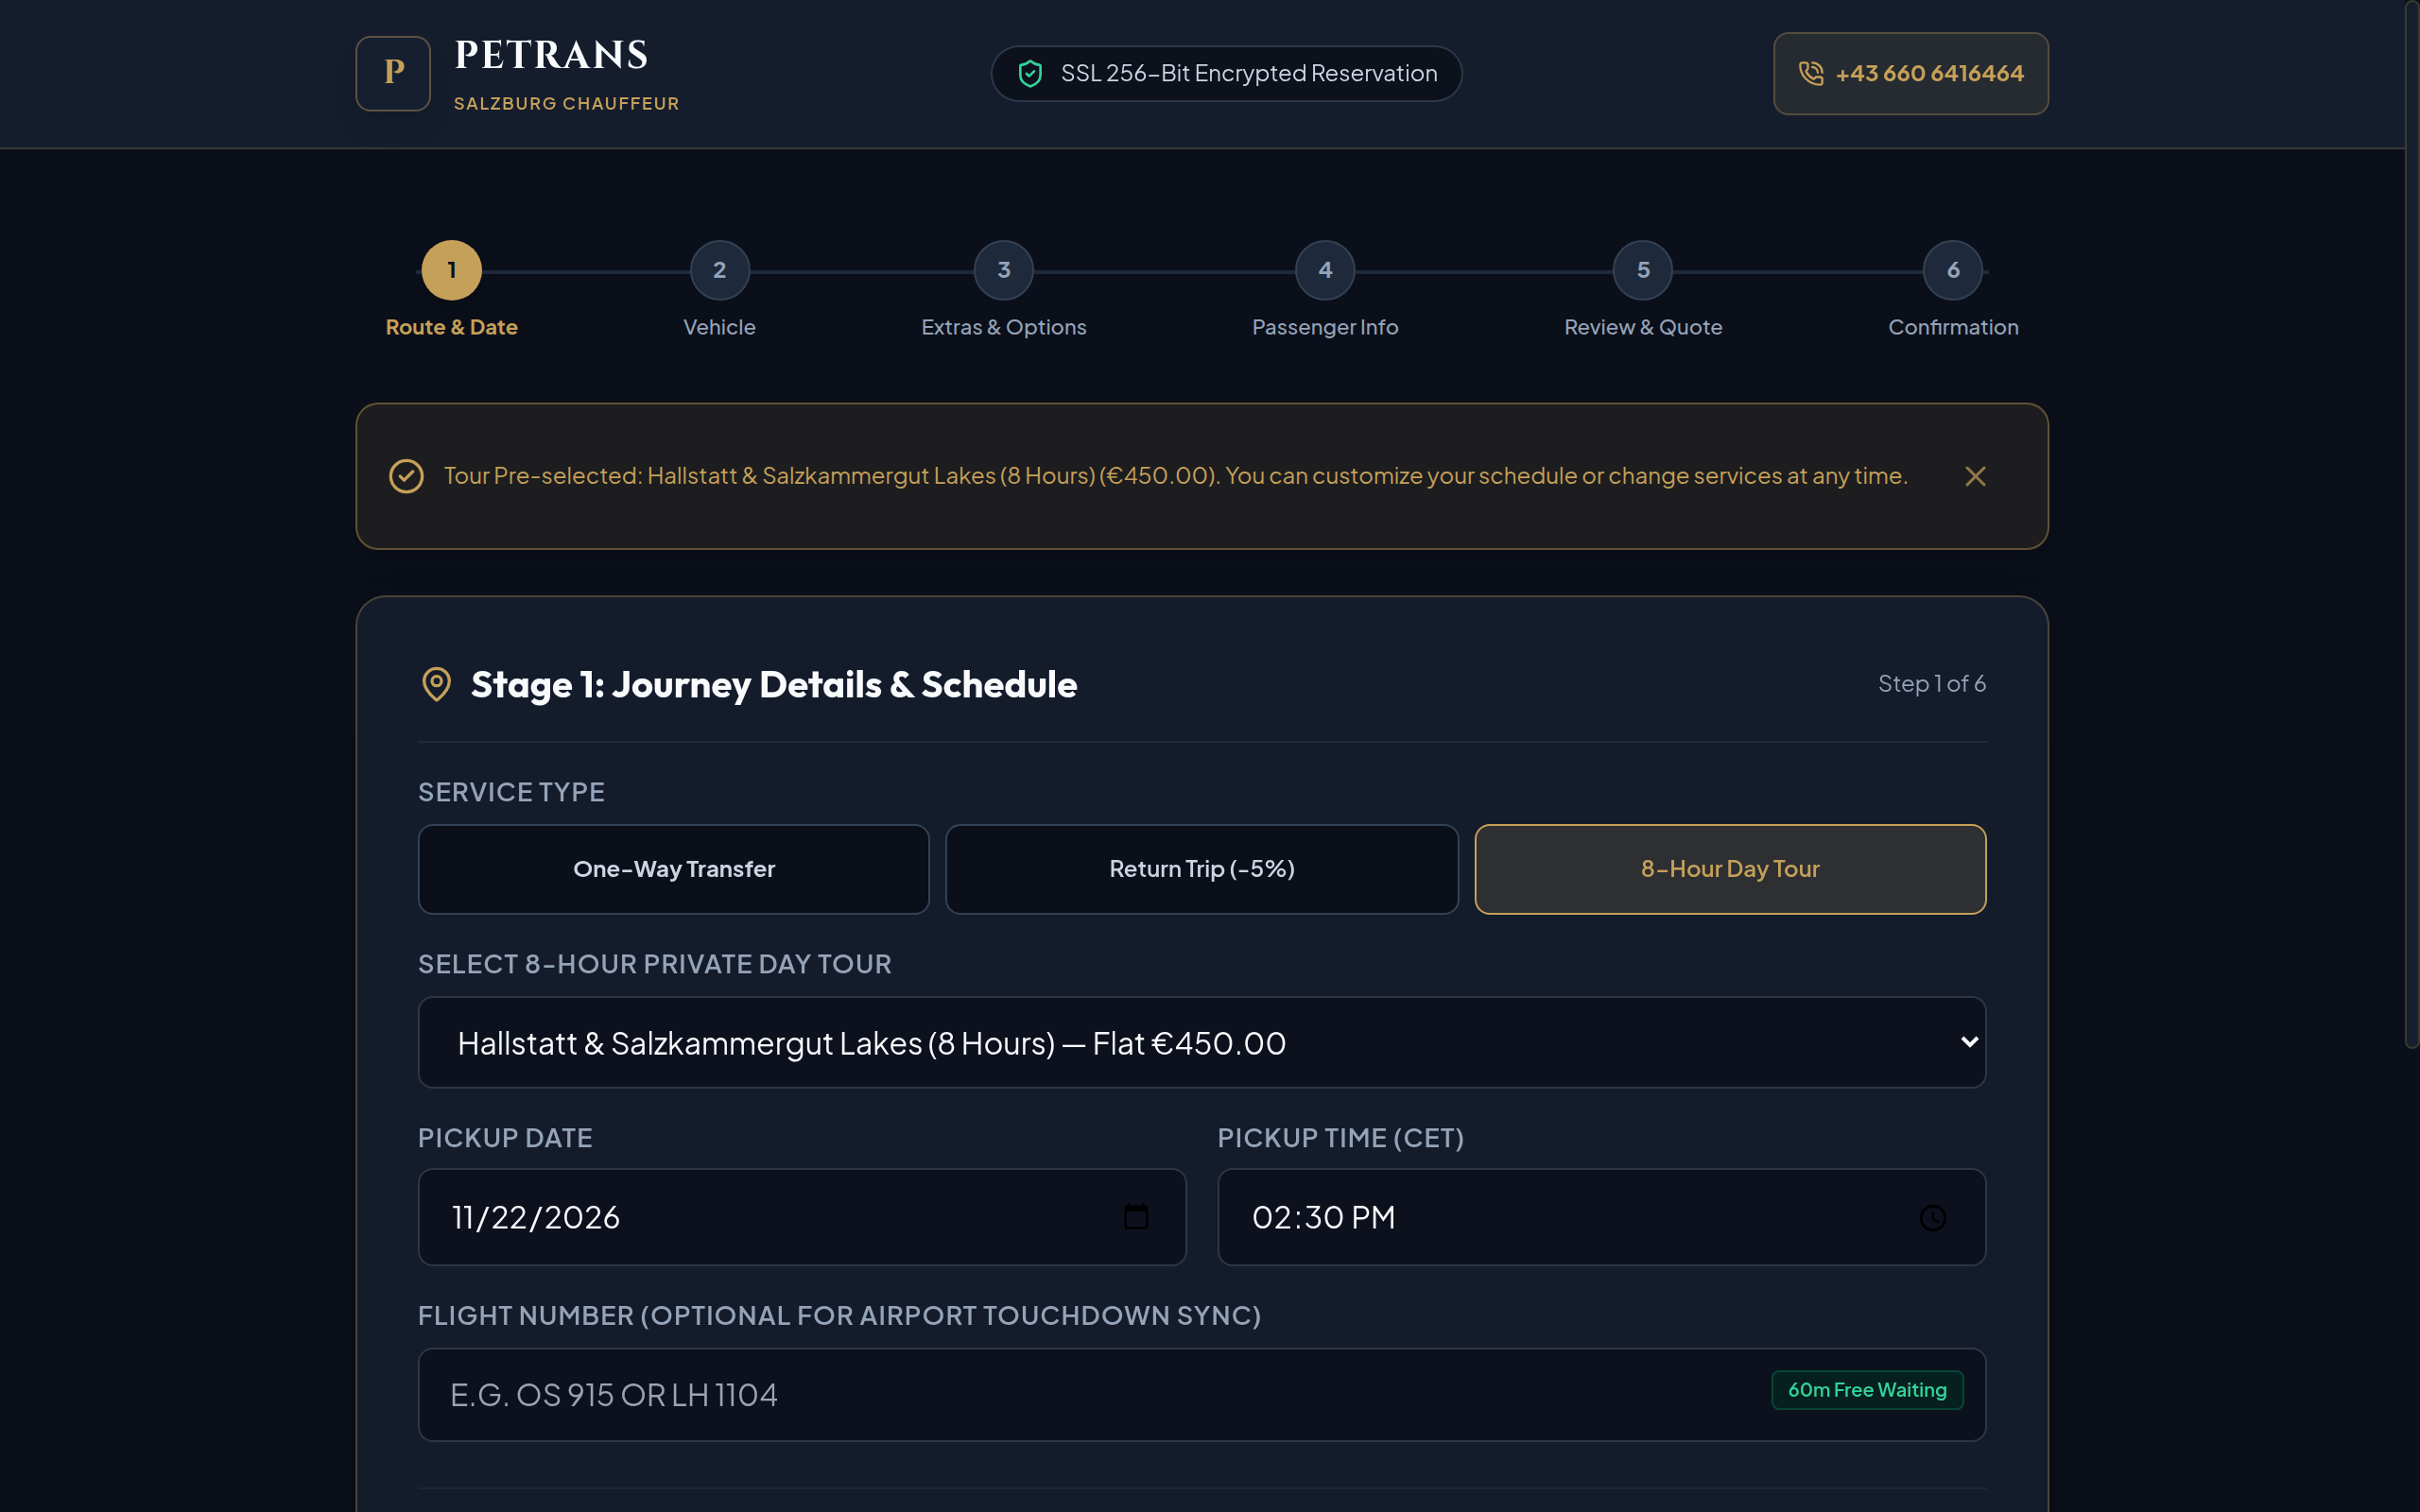 P
PETRANS
SALZBURG CHAUFFEUR
SSL 256-Bit Encrypted Reservation
+43 660 6416464
1
2
3
4
5
6
Route & Date
Vehicle
Extras & Options
Passenger Info
Review & Quote
Confirmation
Tour Pre-selected: Hallstatt & Salzkammergut Lakes (8 Hours) (€450.00). You can customize your schedule or change services at any time.
Stage 1: Journey Details & Schedule
Step 1 of 6
SERVICE TYPE
One-Way Transfer
Return Trip (-5%)
8-Hour Day Tour
SELECT 8-HOUR PRIVATE DAY TOUR
Hallstatt & Salzkammergut Lakes (8 Hours) — Flat €450.00
PICKUP DATE
PICKUP TIME (CET)
11/22/2026
02:30 PM
FLIGHT NUMBER (OPTIONAL FOR AIRPORT TOUCHDOWN SYNC)
E.G. OS 915 OR LH 1104
60m Free Waiting